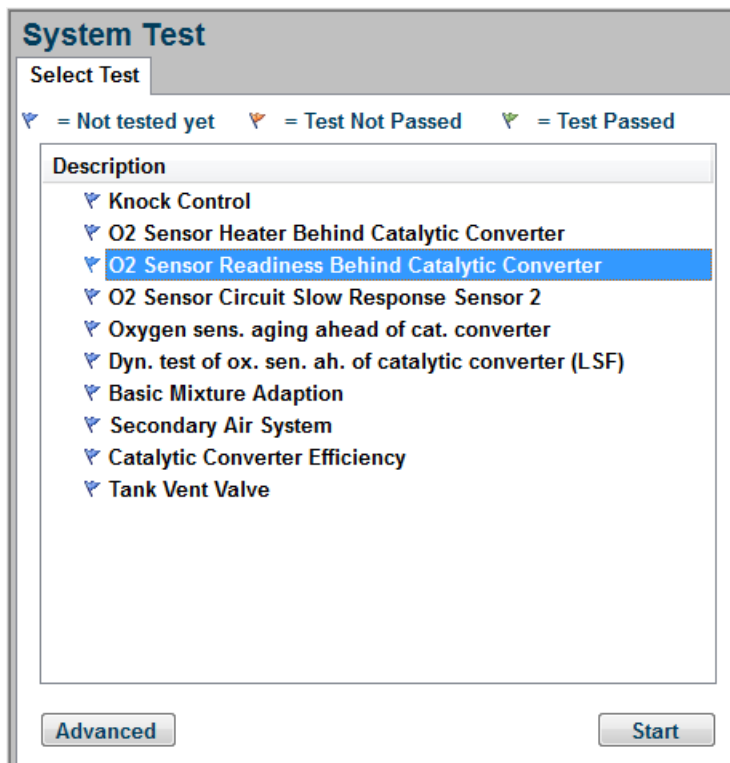 System Test
Select Test
= Not tested yet = Test Not Passed = Test Passed
Description
Knock Control
O2 Sensor Heater Behind Catalytic Converter
O2 Sensor Readiness Behind Catalytic Converter
O2 Sensor Circuit Slow Response Sensor 2
Oxygen sens. aging ahead of cat. converter
Dyn. test of ox. sen. ah. of catalytic converter (LSF)
Basic Mixture Adaption
Secondary Air System
Catalytic Converter Efficiency
Tank Vent Valve
Advanced Start